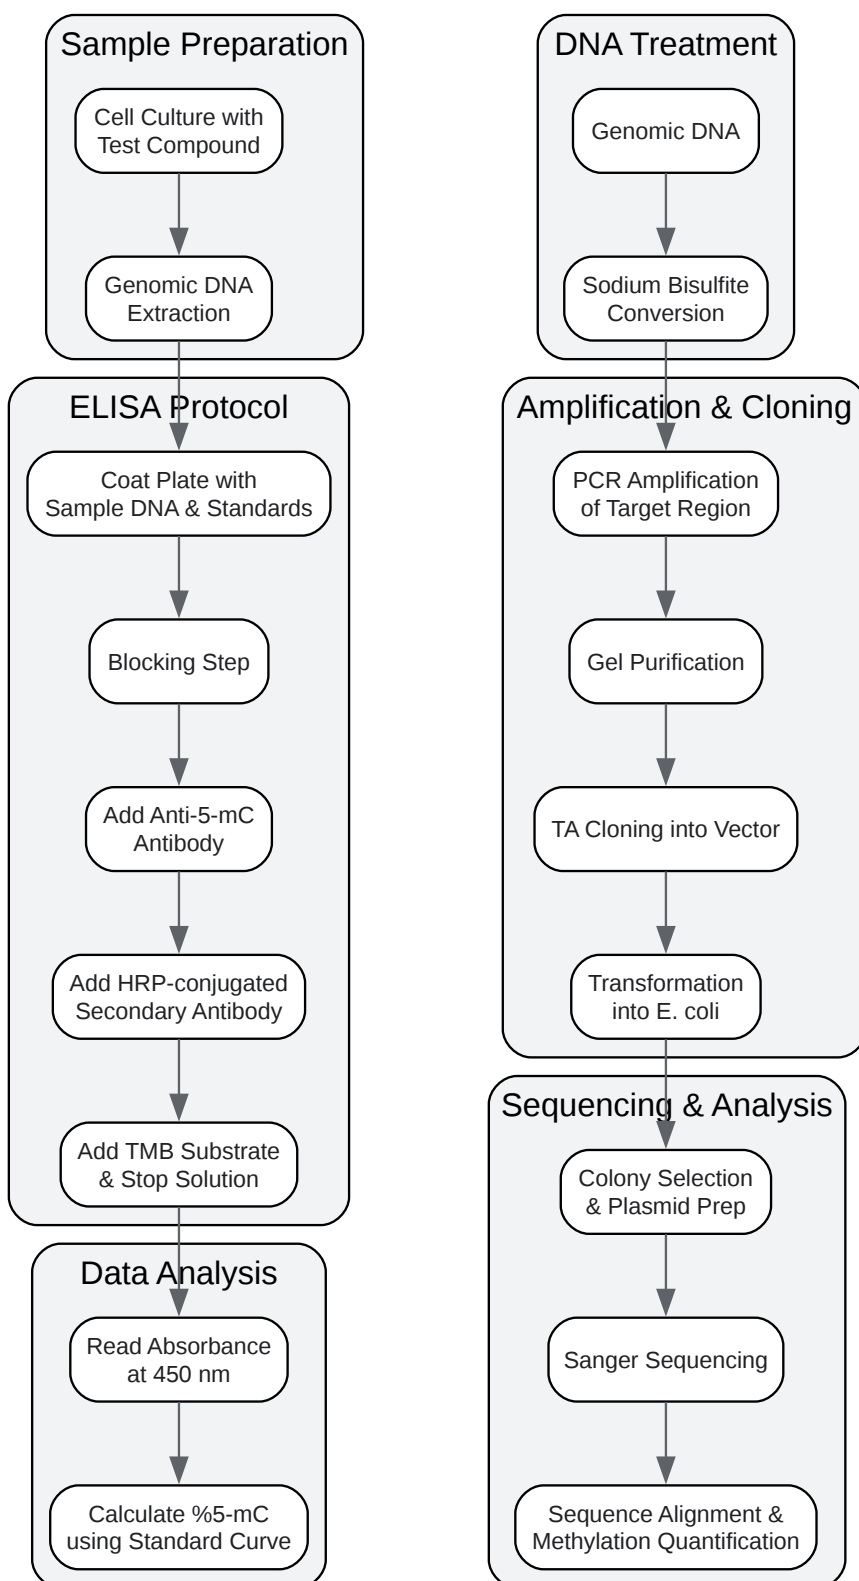 Sample Preparation
Cell Culture with
Test Compound
Genomic DNA
Extraction
ELISA Protocol
Coat Plate with
Sample DNA & Standards
Blocking Step
Add Anti-5-mC
Antibody
Add HRP-conjugated
Secondary Antibody
Add TMB Substrate
& Stop Solution
Data Analysis
Read Absorbance
at 450 nm
Calculate %5-mC
using Standard Curve
DNA Treatment
Genomic DNA
Sodium Bisulfite
Conversion
Amplification & Cloning
PCR Amplification
of Target Region
Gel Purification
TA Cloning into Vector
Transformation
into E. coli
Sequencing & Analysis
Colony Selection
& Plasmid Prep
Sanger Sequencing
Sequence Alignment &
Methylation Quantification